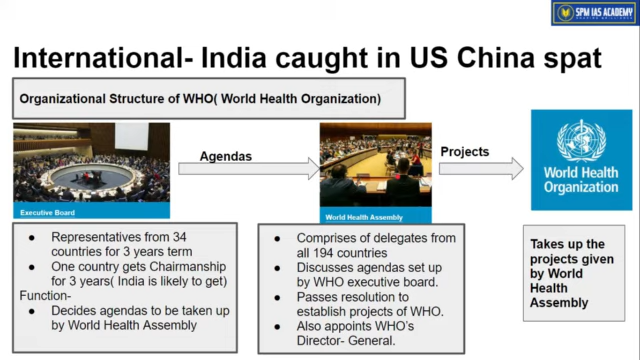 SPM IAS ACADEMY
International- India caught in US China spat
Organizational Structure of WHO( World Health Organization)
Executive Board
Agendas
World Health Assembly
Projects
World Health
Organization
● Representatives from 34
countries for 3 years term
● One country gets Chairmanship
for 3 years( India is likely to get)
Function-
● Decides agendas to be taken up
by World Health Assembly
● Comprises of delegates from
all 194 countries
● Discusses agendas set up
by WHO executive board.
● Passes resolution to
establish projects of WHO.
● Also appoints WHO's
Director- General.
Takes up the
projects given
by World
Health
Assembly